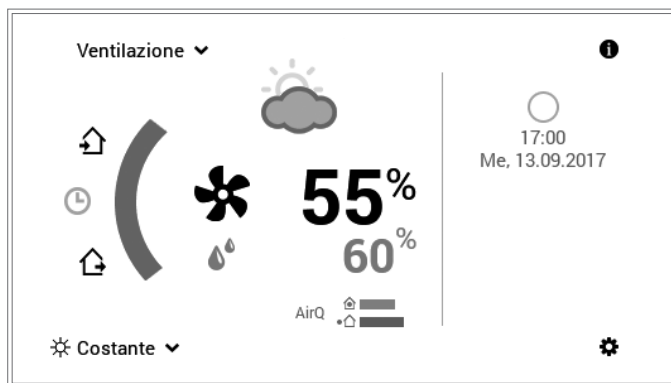 Ventilazione
17:00
Me, 13.09.2017
55%
60%
AirQ
Costante